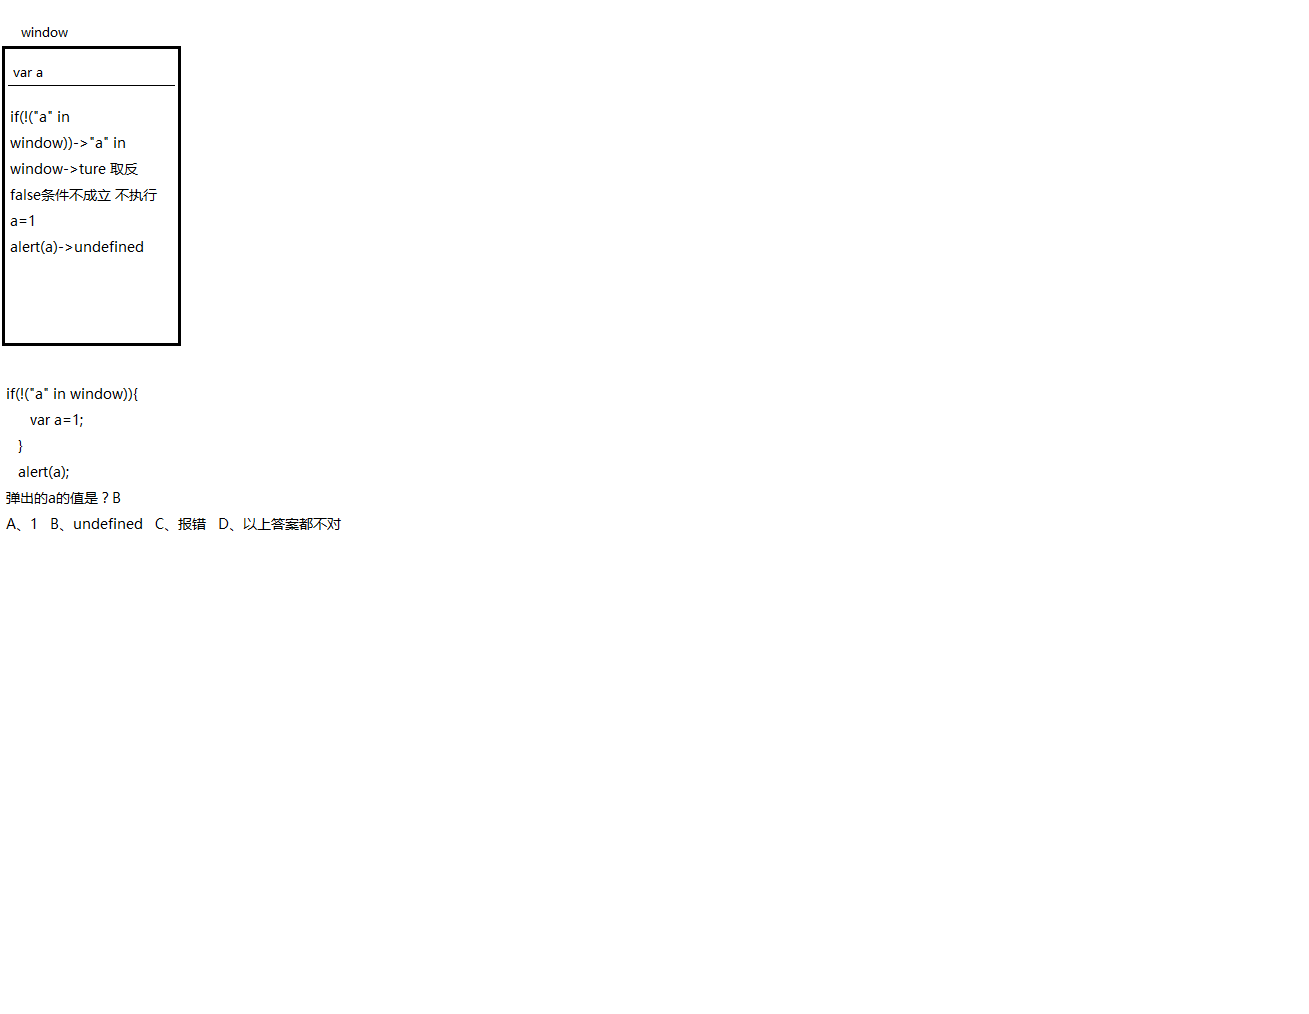 window
var a
if(!("a" in
window))->"a" in
window->ture 取反
false条件不成立 不执行
a=1
alert(a)->undefined
if(!("a" in window)){
var a=1;
}
alert(a);
弹出的a的值是？B
A、1 B、undefined C、报错 D、以上答案都不对